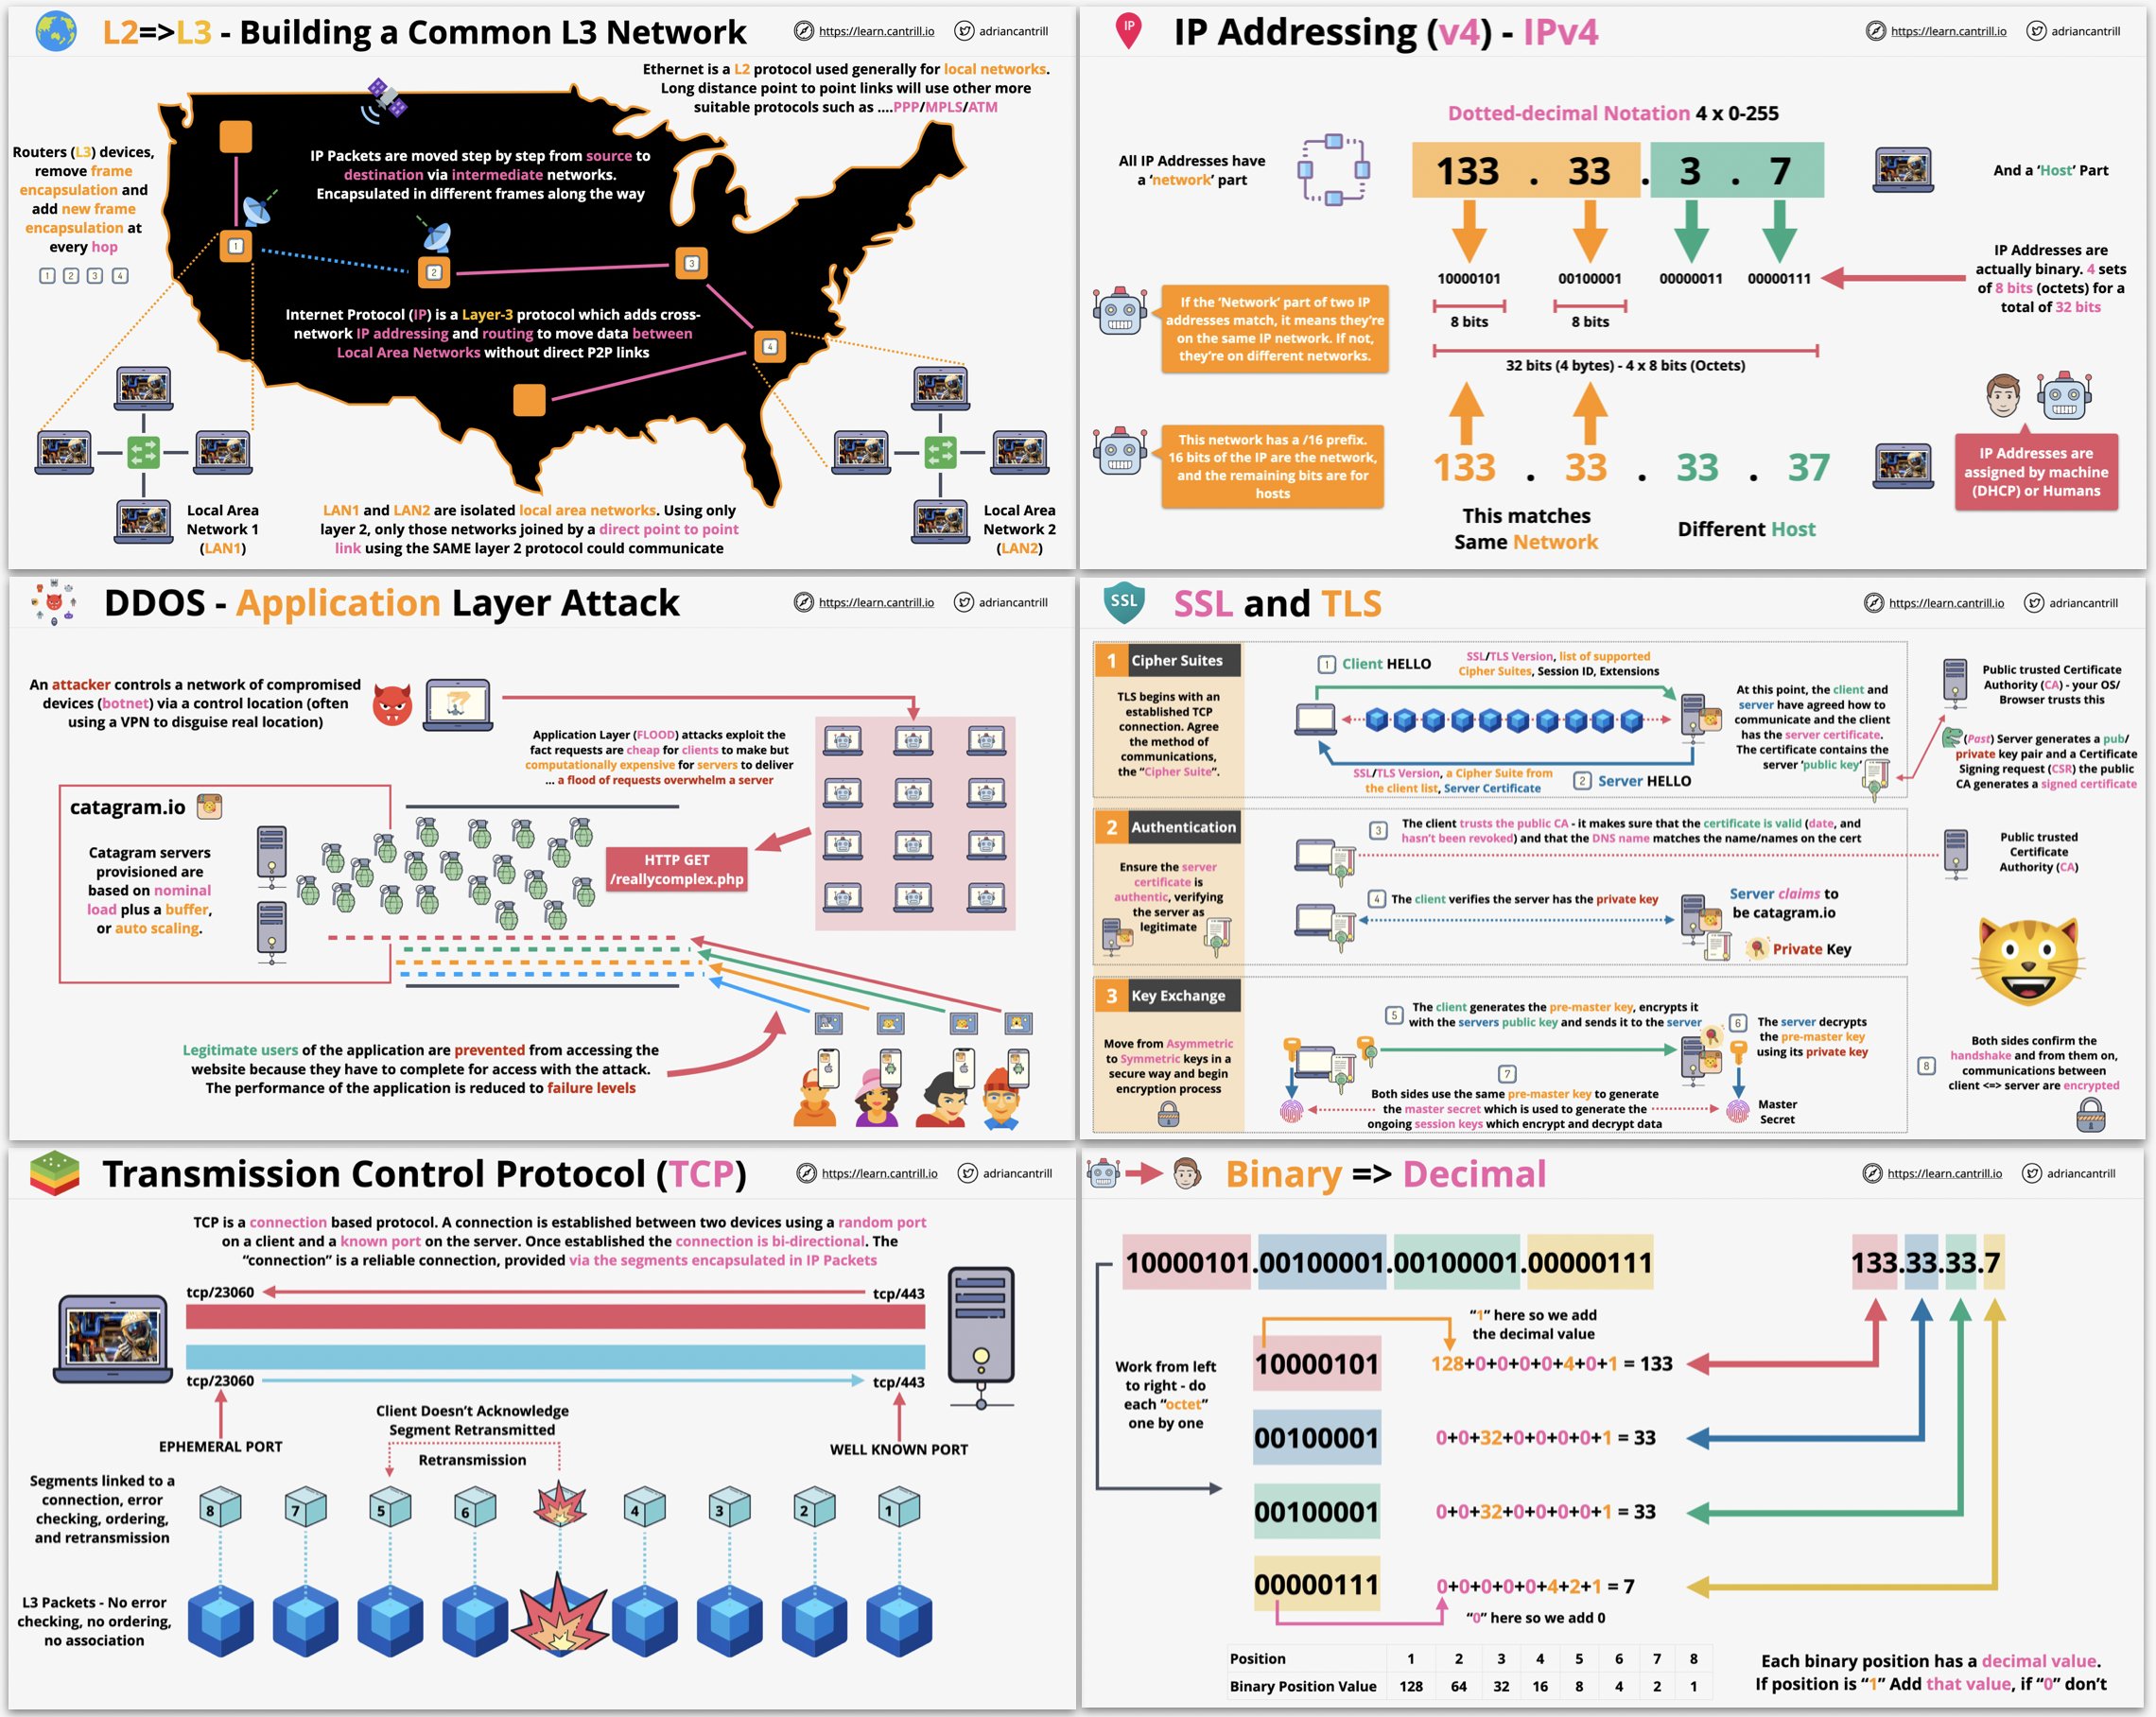 L2=>L3 - Building a Common L3 Network
https://learn.cantrill.io
adriancantrill
Ethernet is a L2 protocol used generally for local networks.
Long distance point to point links will use other more
suitable protocols such as ....PPP/MPLS/ATM
Routers (L3) devices,
remove frame
encapsulation and
add new frame
encapsulation at
every hop
1 2 3 4
IP Packets are moved step by step from source to
destination via intermediate networks.
Encapsulated in different frames along the way
1
2
3
4
Internet Protocol (IP) is a Layer-3 protocol which adds cross-
network IP addressing and routing to move data between
Local Area Networks without direct P2P links
Local Area
Network 1
(LAN1)
LAN1 and LAN2 are isolated local area networks. Using only
layer 2, only those networks joined by a direct point to point
link using the SAME layer 2 protocol could communicate
Local Area
Network 2
(LAN2)
IP
IP Addressing (v4) - IPv4
https://learn.cantrill.io
adriancantrill
Dotted-decimal Notation 4 x 0-255
All IP Addresses have
a 'network' part
133 . 33 . 3 . 7
And a 'Host' Part
10000101 00100001 00000011 00000111
IP Addresses are
actually binary. 4 sets
of 8 bits (octets) for a
total of 32 bits
If the 'Network' part of two IP
addresses match, it means they're
on the same IP network. If not,
they're on different networks.
8 bits 8 bits
32 bits (4 bytes) - 4 x 8 bits (Octets)
This network has a /16 prefix.
16 bits of the IP are the network,
and the remaining bits are for
hosts
133 . 33 . 33 . 37
IP Addresses are
assigned by machine
(DHCP) or Humans
This matches
Same Network
Different Host
DDOS - Application Layer Attack
https://learn.cantrill.io
adriancantrill
An attacker controls a network of compromised
devices (botnet) via a control location (often
using a VPN to disguise real location)
Application Layer (FLOOD) attacks exploit the
fact requests are cheap for clients to make but
computationally expensive for servers to deliver
... a flood of requests overwhelm a server
catagram.io
Catagram servers
provisioned are
based on nominal
load plus a buffer,
or auto scaling.
HTTP GET
/reallycomplex.php
Legitimate users of the application are prevented from accessing the
website because they have to complete for access with the attack.
The performance of the application is reduced to failure levels
SSL
SSL and TLS
https://learn.cantrill.io
adriancantrill
1 Cipher Suites
TLS begins with an
established TCP
connection. Agree
the method of
communications,
the "Cipher Suite".
1 Client HELLO
SSL/TLS Version, list of supported
Cipher Suites, Session ID, Extensions
SSL/TLS Version, a Cipher Suite from
the client list, Server Certificate
2 Server HELLO
At this point, the client and
server have agreed how to
communicate and the client
has the server certificate.
The certificate contains the
server 'public key'
Public trusted Certificate
Authority (CA) - your OS/
Browser trusts this
(Past) Server generates a pub/
private key pair and a Certificate
Signing request (CSR) the public
CA generates a signed certificate
2 Authentication
Ensure the server
certificate is
authentic, verifying
the server as
legitimate
3 The client trusts the public CA - it makes sure that the certificate is valid (date, and
hasn't been revoked) and that the DNS name matches the name/names on the cert
Public trusted
Certificate
Authority (CA)
4 The client verifies the server has the private key
Server claims to
be catagram.io
Private Key
3 Key Exchange
Move from Asymmetric
to Symmetric keys in a
secure way and begin
encryption process
5 The client generates the pre-master key, encrypts it
with the servers public key and sends it to the server
6 The server decrypts
the pre-master key
using its private key
7
Both sides use the same pre-master key to generate
the master secret which is used to generate the
ongoing session keys which encrypt and decrypt data
Master
Secret
8
Both sides confirm the
handshake and from them on,
communications between
client <=> server are encrypted
Transmission Control Protocol (TCP)
https://learn.cantrill.io
adriancantrill
TCP is a connection based protocol. A connection is established between two devices using a random port
on a client and a known port on the server. Once established the connection is bi-directional. The
"connection" is a reliable connection, provided via the segments encapsulated in IP Packets
tcp/23060 tcp/443
tcp/23060 tcp/443
Client Doesn't Acknowledge
Segment Retransmitted
EPHEMERAL PORT
Retransmission
WELL KNOWN PORT
Segments linked to a
connection, error
checking, ordering,
and retransmission
8 7 5 6 4 3 2 1
L3 Packets - No error
checking, no ordering,
no association
Binary => Decimal
https://learn.cantrill.io
adriancantrill
10000101.00100001.00100001.00000111
133.33.33.7
"1" here so we add
the decimal value
Work from left
to right - do
each "octet"
one by one
10000101 128+0+0+0+0+4+0+1 = 133
00100001 0+0+32+0+0+0+0+1 = 33
00100001 0+0+32+0+0+0+0+1 = 33
00000111 0+0+0+0+0+4+2+1 = 7
"0" here so we add 0
Position 1 2 3 4 5 6 7 8
Binary Position Value 128 64 32 16 8 4 2 1
Each binary position has a decimal value.
If position is "1" Add that value, if "0" don't